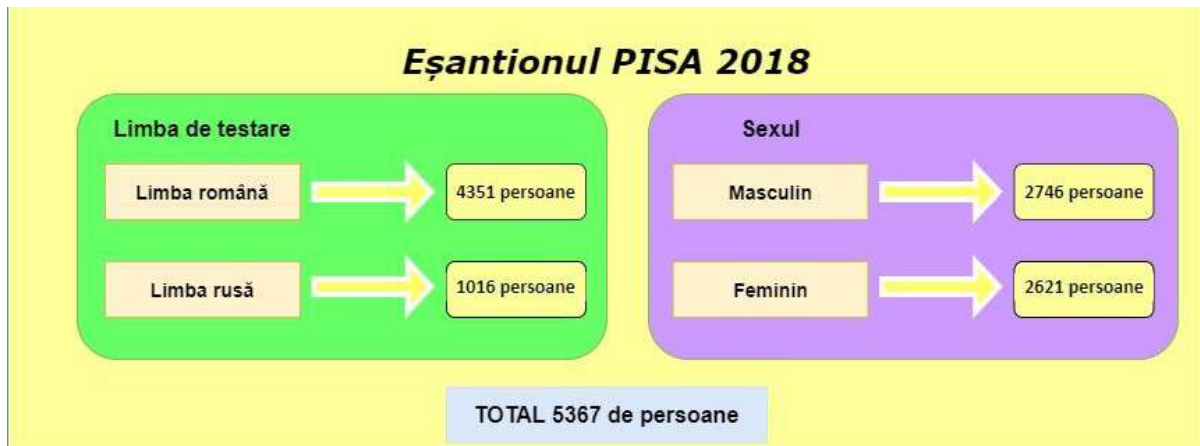 Eșantionul PISA 2018
Limba de testare
Limba română
4351 persoane
Limba rusă
1016 persoane
Sexul
Masculin
2746 persoane
Feminin
2621 persoane
TOTAL 5367 de persoane